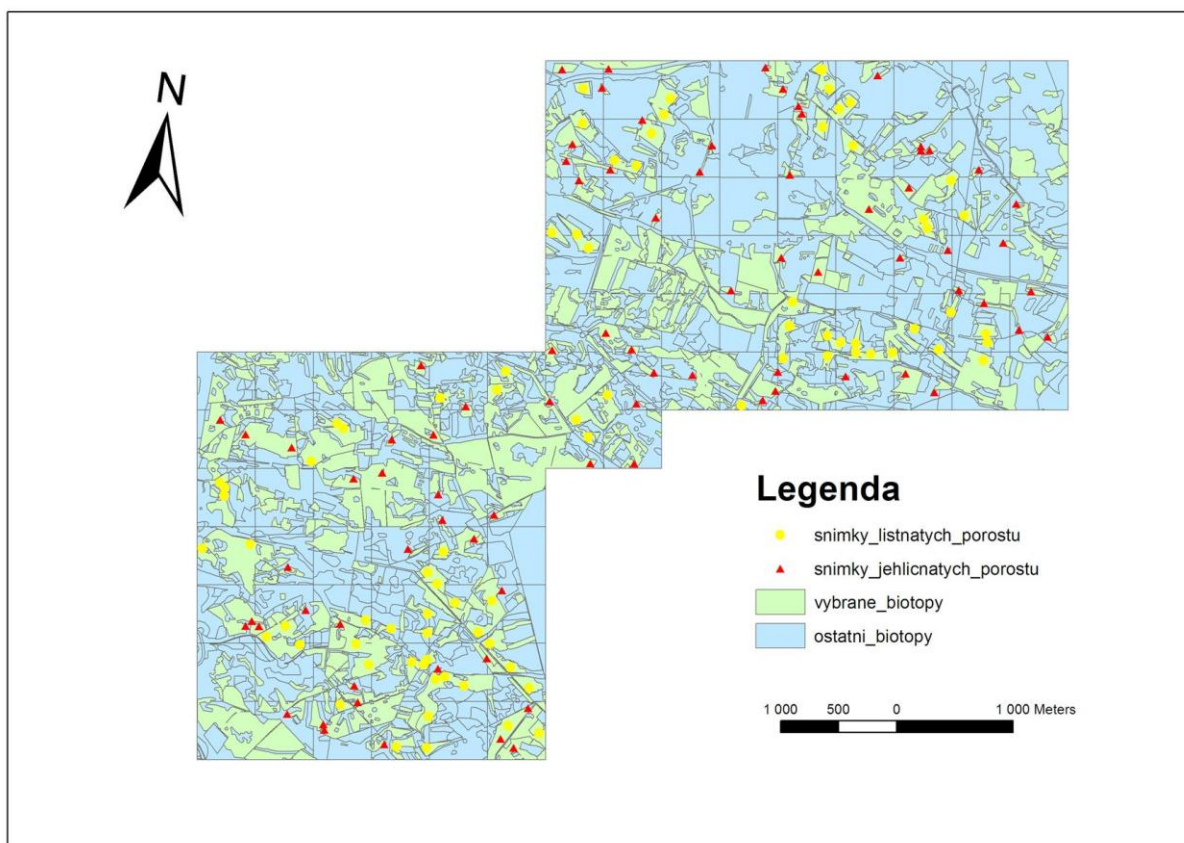 N
Legenda
snimky_listnatych_porostu
snimky_jehlicnatych_porostu
vybrane_biotopy
ostatni_biotopy
1 000 500 0 1 000 Meters